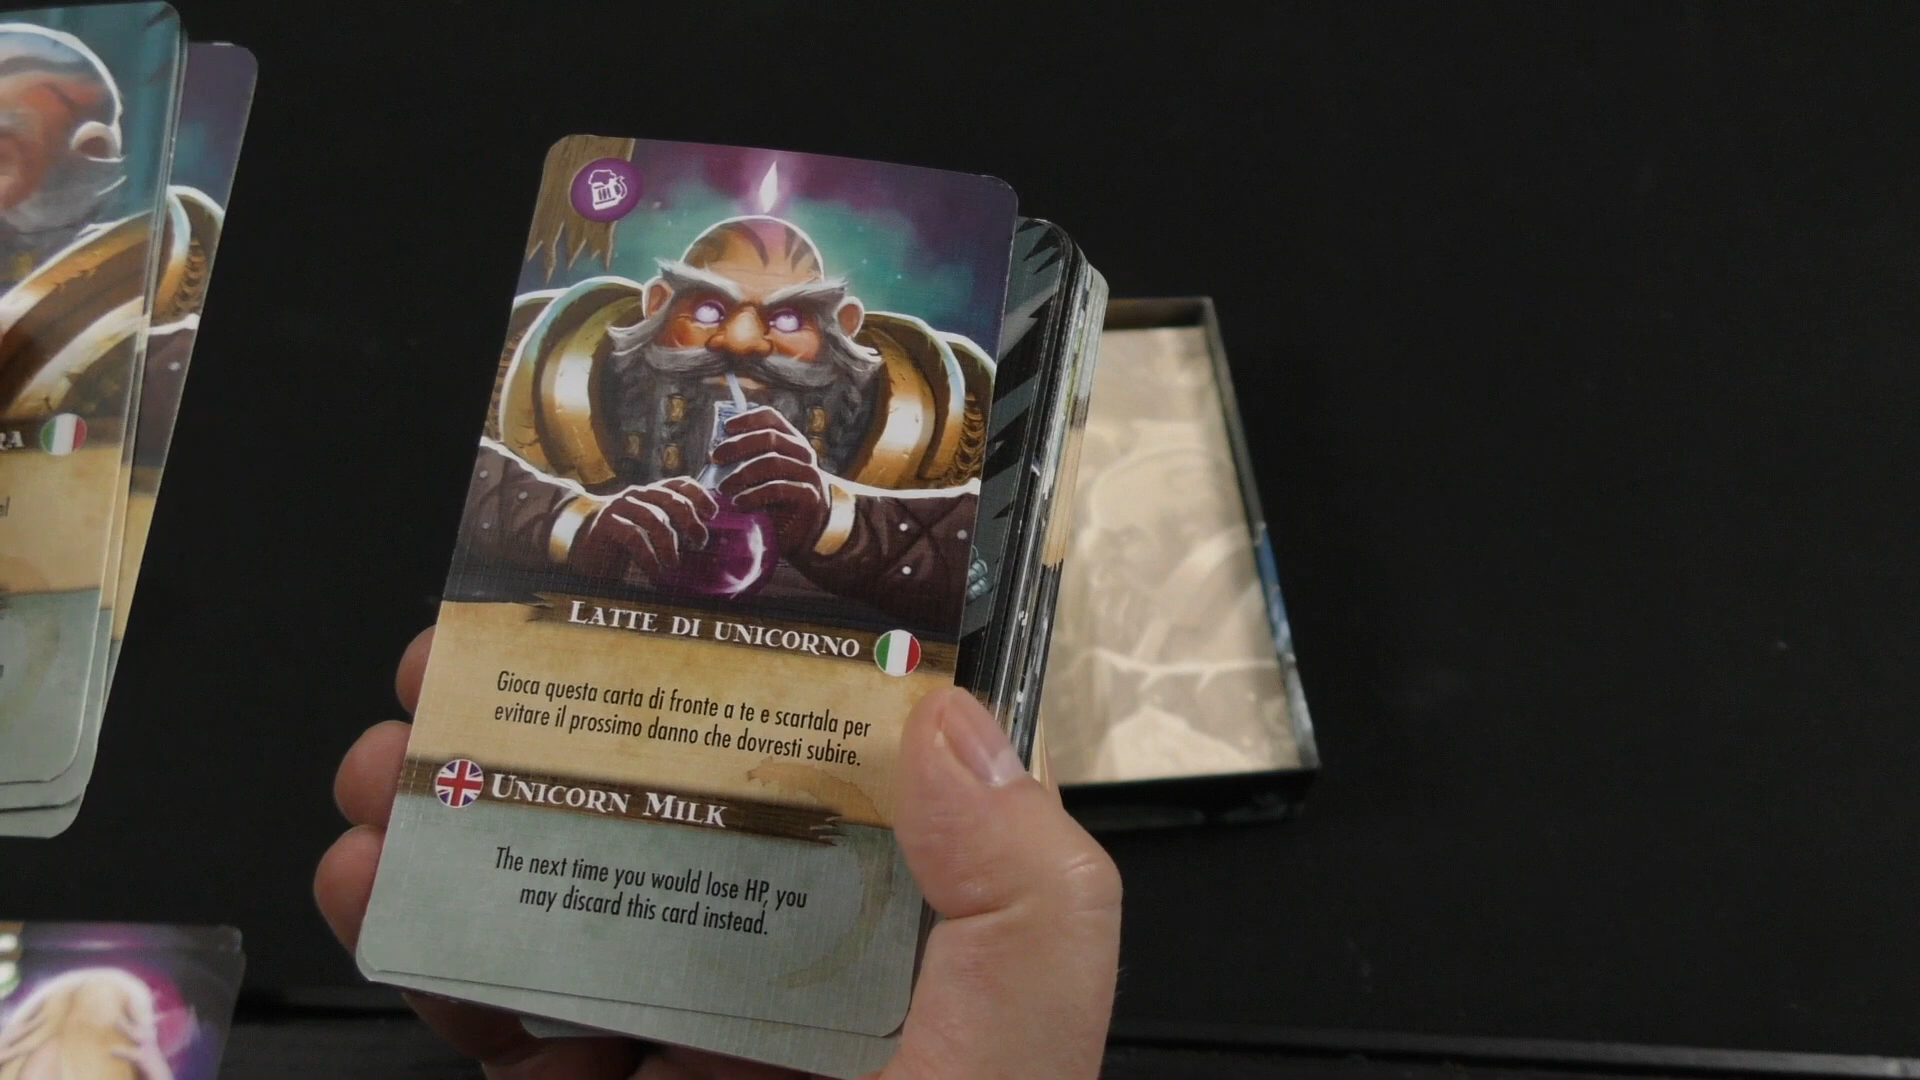 LATTE DI UNICORNO
Gioca questa carta di fronte a te e scartala per
evitare il prossimo danno che dovresti subire.
UNICORN MILK
The next time you would lose HP, you
may discard this card instead.